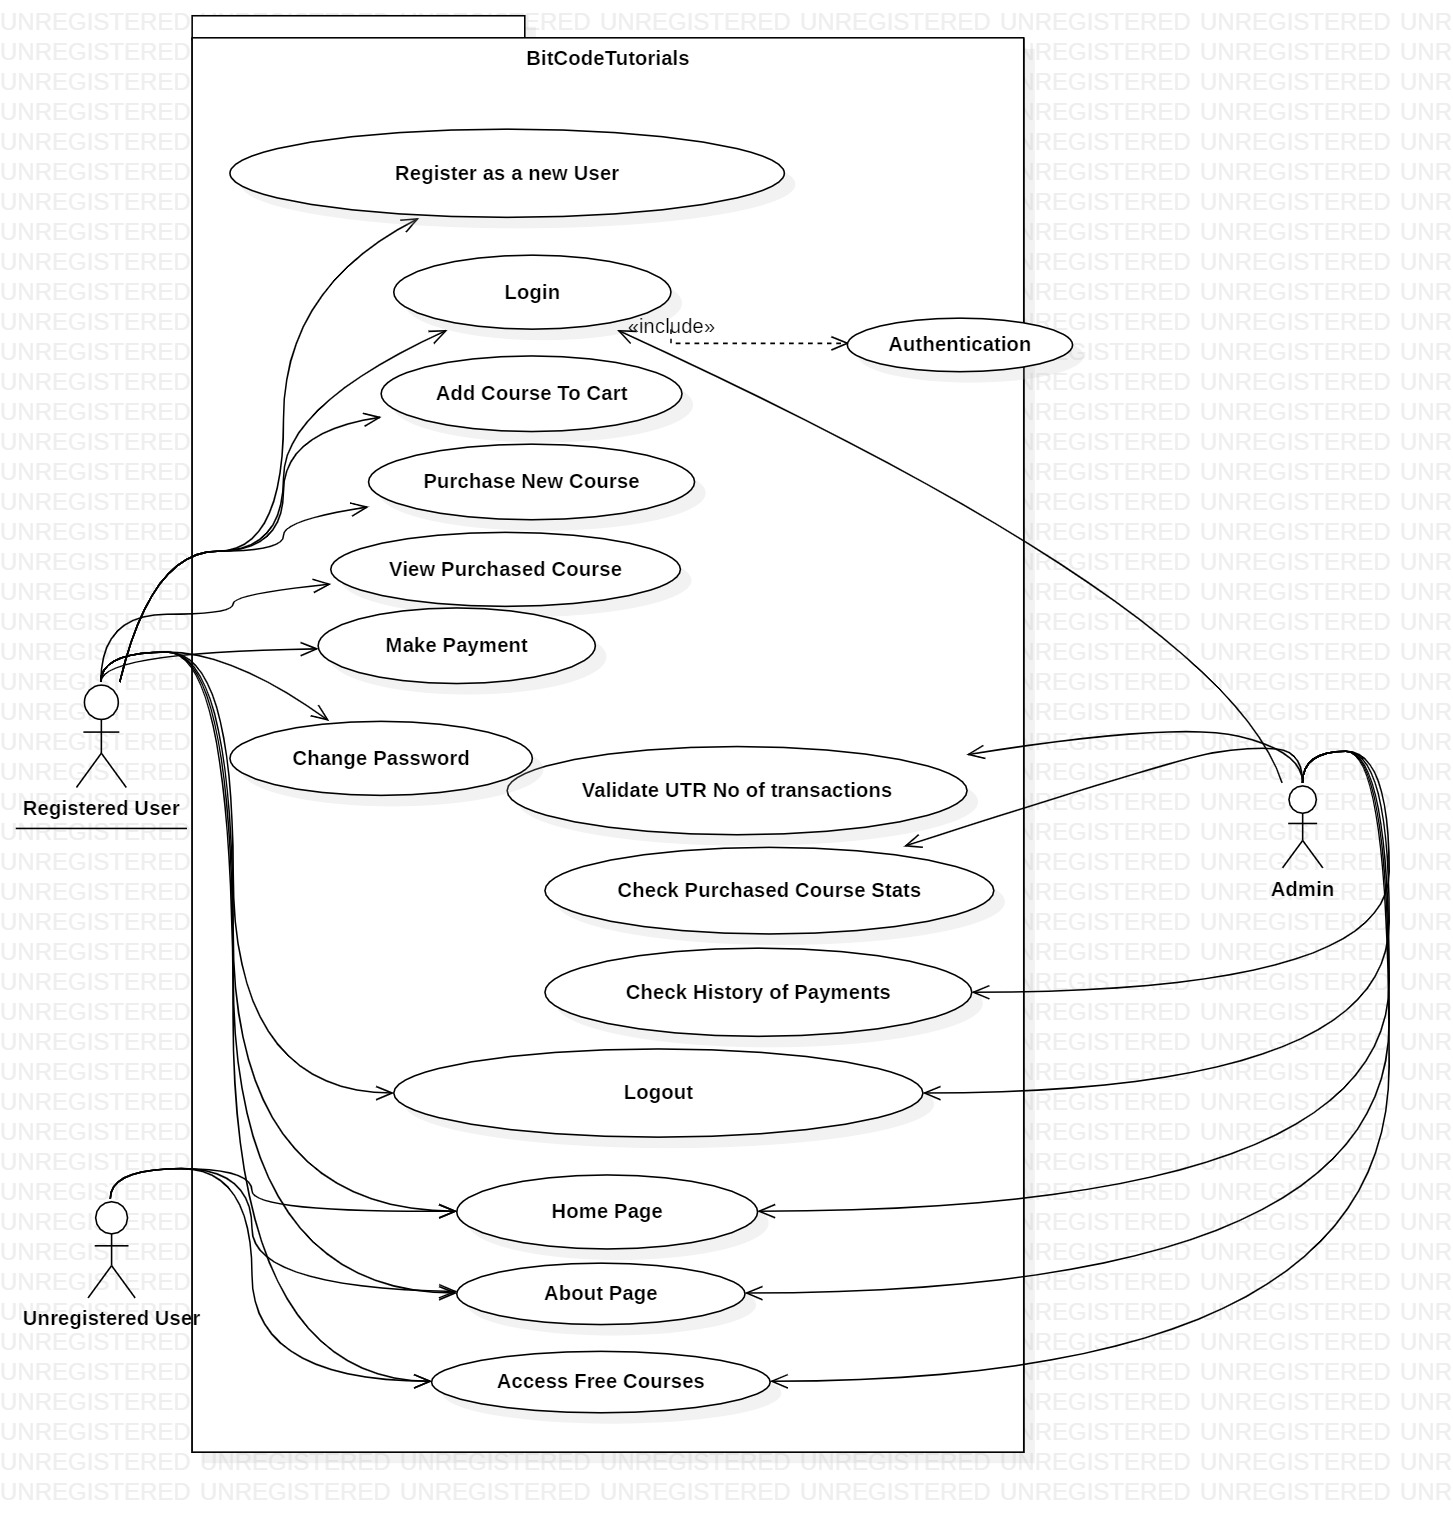 BitCodeTutorials
Register as a new User
Login
«include»
Authentication
Add Course To Cart
Purchase New Course
View Purchased Course
Make Payment
Change Password
Validate UTR No of transactions
Registered User
Check Purchased Course Stats
Admin
Check History of Payments
Logout
Home Page
About Page
Unregistered User
Access Free Courses
UNREGISTERED UNREGISTERED UNREGISTERED UNREGISTERED UNREGISTERED UNREGISTERED UNREGISTERED UNR